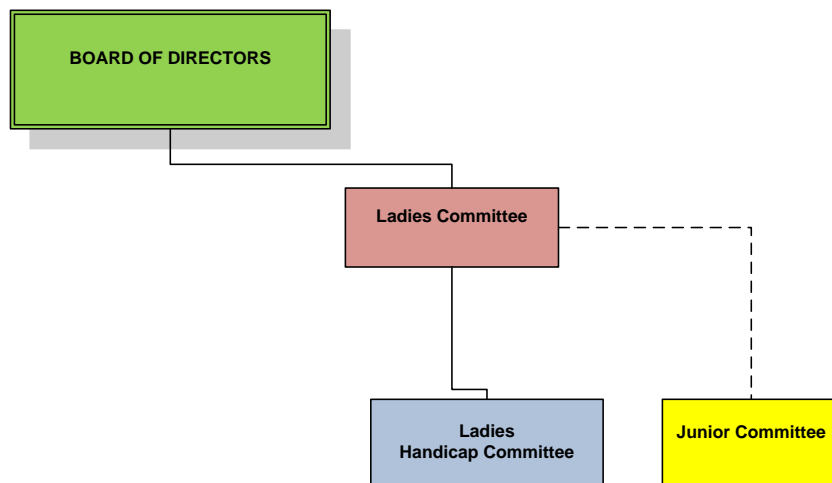 BOARD OF DIRECTORS
Ladies Committee
Ladies
Handicap Committee
Junior Committee